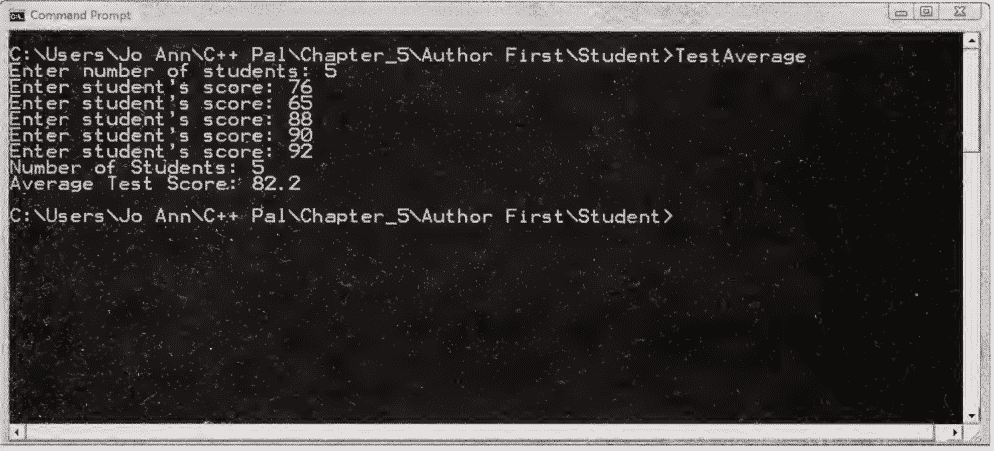 Command Prompt
C:\Users\Jo Ann\C++ Pal\Chapter_5\Author First\Student>TestAverage
Enter number of students: 5
Enter student's score: 76
Enter student's score: 65
Enter student's score: 88
Enter student's score: 90
Enter student's score: 92
Number of Students: 5
Average Test Score: 82.2
C:\Users\Jo Ann\C++ Pal\Chapter_5\Author First\Student>